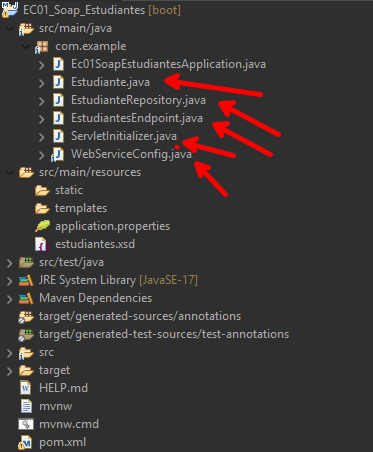 EC01_Soap_Estudiantes [boot]
src/main/java
com.example
Ec01SoapEstudiantesApplication.java
Estudiante.java
EstudianteRepository.java
EstudiantesEndpoint.java
ServletInitializer.java
WebServiceConfig.java
src/main/resources
static
templates
application.properties
estudiantes.xsd
src/test/java
JRE System Library [JavaSE-17]
Maven Dependencies
target/generated-sources/annotations
target/generated-test-sources/test-annotations
src
target
HELP.md
mvnw
mvnw.cmd
pom.xml